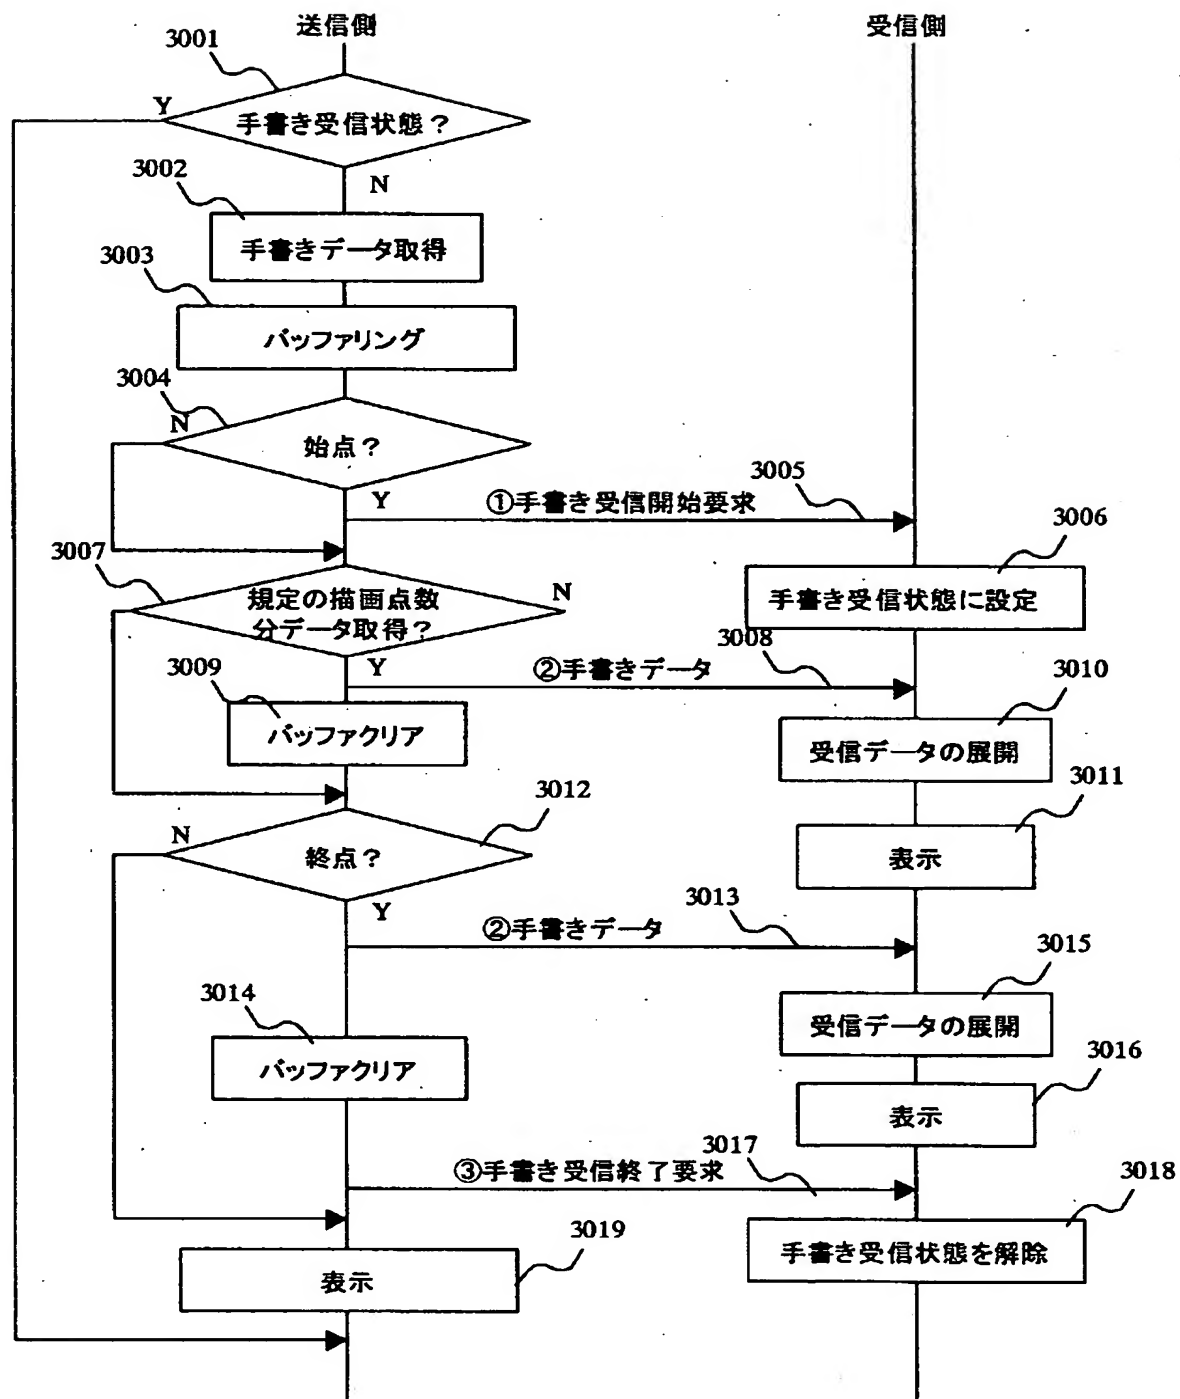 送信側
受信側
3001
Y
手書き受信状態？
3002
N
手書きデータ取得
3003
バッファリング
3004
N
始点？
Y
①手書き受信開始要求
3005
3006
手書き受信状態に設定
3007
規定の描画点数
分データ取得？
N
Y
②手書きデータ
3008
3009
バッファクリア
3010
受信データの展開
3011
表示
3012
N
終点？
Y
②手書きデータ
3013
3014
バッファクリア
3015
受信データの展開
3016
表示
③手書き受信終了要求
3017
3018
手書き受信状態を解除
3019
表示